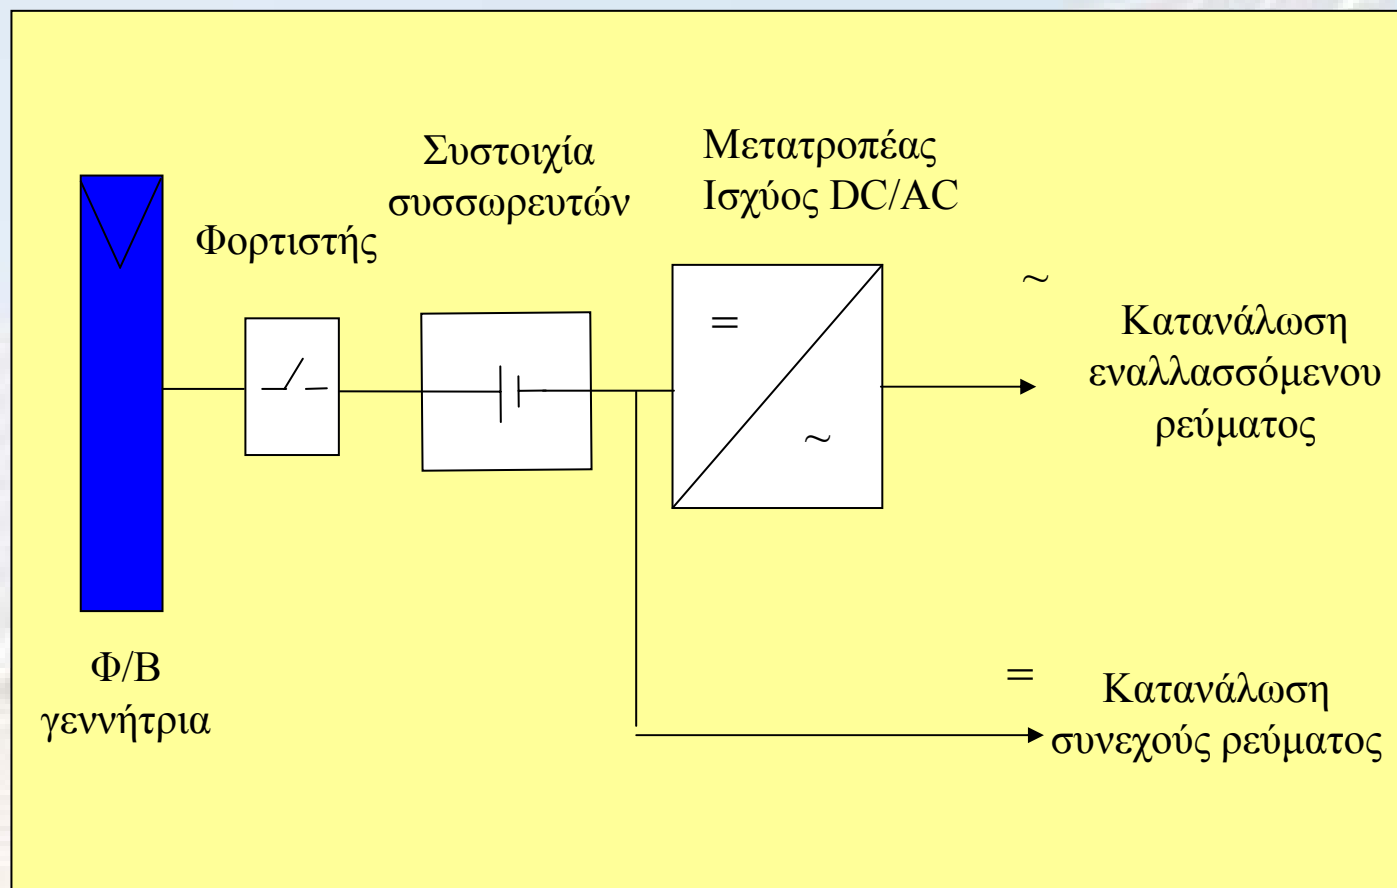 Συστοιχία
συσσωρευτών
Μετατροπέας
Ισχύος DC/AC
Φορτιστής
=
~
~
Κατανάλωση
εναλλασσόμενου
ρεύματος
Φ/Β
γεννήτρια
=
Κατανάλωση
συνεχούς ρεύματος